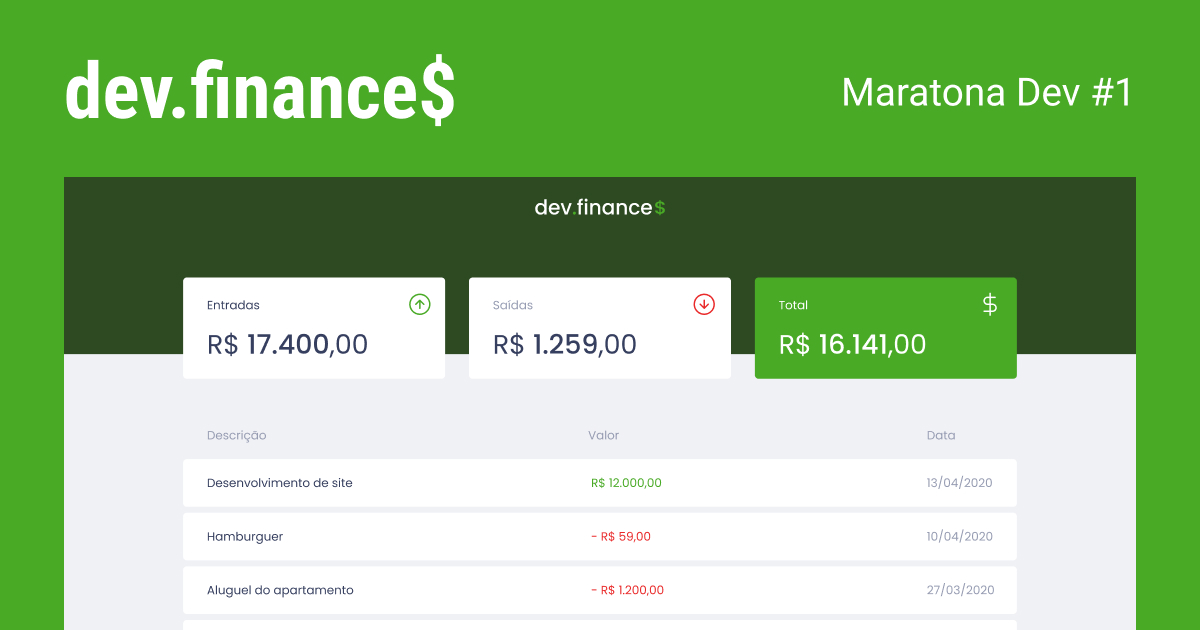 dev.finance$
Maratona Dev #1
dev.finance$
Entradas
R$ 17.400,00
Saídas
R$ 1.259,00
Total
$
R$ 16.141,00
Descrição Valor Data
Desenvolvimento de site R$ 12.000,00 13/04/2020
Hamburguer - R$ 59,00 10/04/2020
Aluguel do apartamento - R$ 1.200,00 27/03/2020